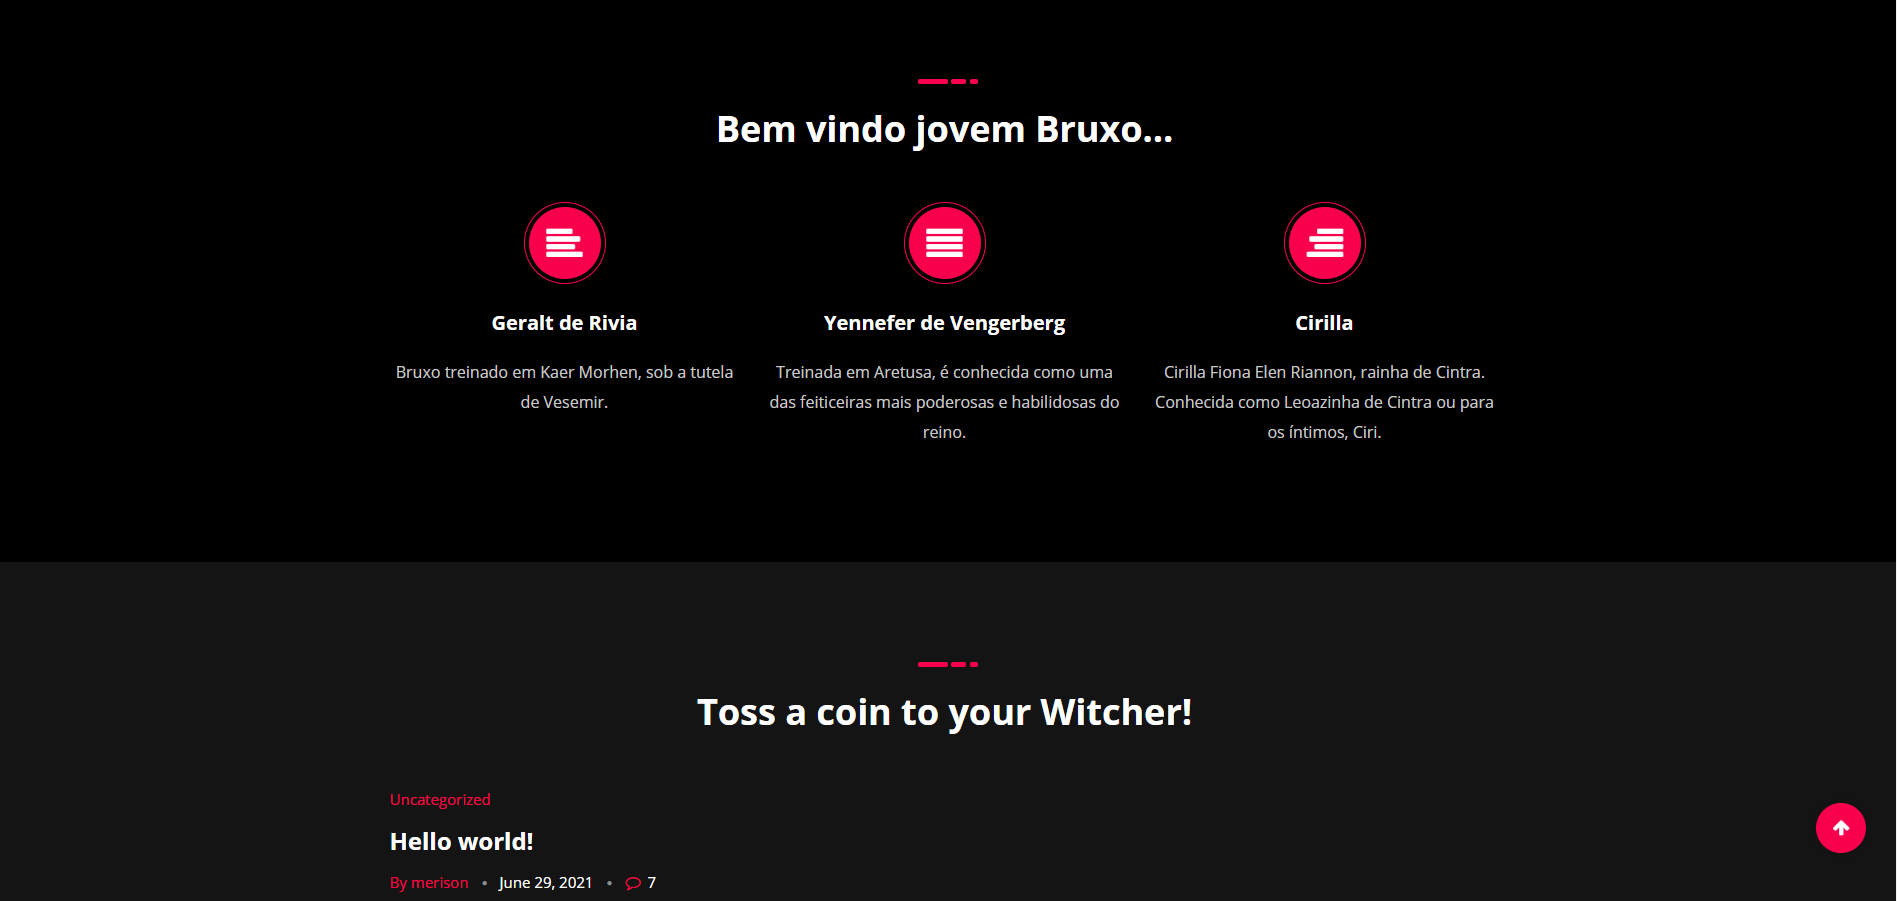 Bem vindo jovem Bruxo...
Geralt de Rivia
Bruxo treinado em Kaer Morhen, sob a tutela
de Vesemir.
Yennefer de Vengerberg
Treinada em Aretusa, é conhecida como uma
das feiticeiras mais poderosas e habilidosas do
reino.
Cirilla
Cirilla Fiona Elen Riannon, rainha de Cintra.
Conhecida como Leoazinha de Cintra ou para
os íntimos, Ciri.
Toss a coin to your Witcher!
Uncategorized
Hello world!
By merison • June 29, 2021 • 7